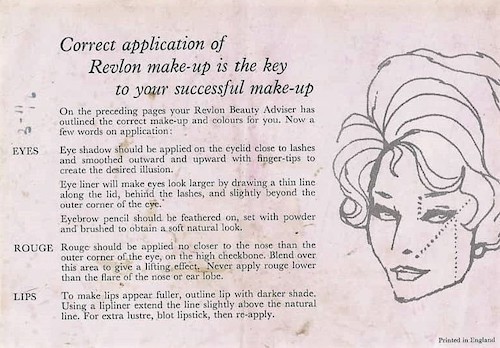 Correct application of
Revlon make-up is the key
to your successful make-up
On the preceding pages your Revlon Beauty Adviser has
outlined the correct make-up and colours for you. Now a
few words on application:
EYES Eye shadow should be applied on the eyelid close to lashes
and smoothed outward and upward with finger-tips to
create the desired illusion.
Eye liner will make eyes look larger by drawing a thin line
along the lid, behind the lashes, and slightly beyond the
outer corner of the eye.
Eyebrow pencil should be feathered on, set with powder
and brushed to obtain a soft natural look.
ROUGE Rouge should be applied no closer to the nose than the
outer corner of the eye, on the high cheekbone. Blend over
this area to give a lifting effect. Never apply rouge lower
than the flare of the nose or ear lobe.
LIPS To make lips appear fuller, outline lip with darker shade.
Using a lipliner extend the line slightly above the natural
line. For extra lustre, blot lipstick, then re-apply.
Printed in England